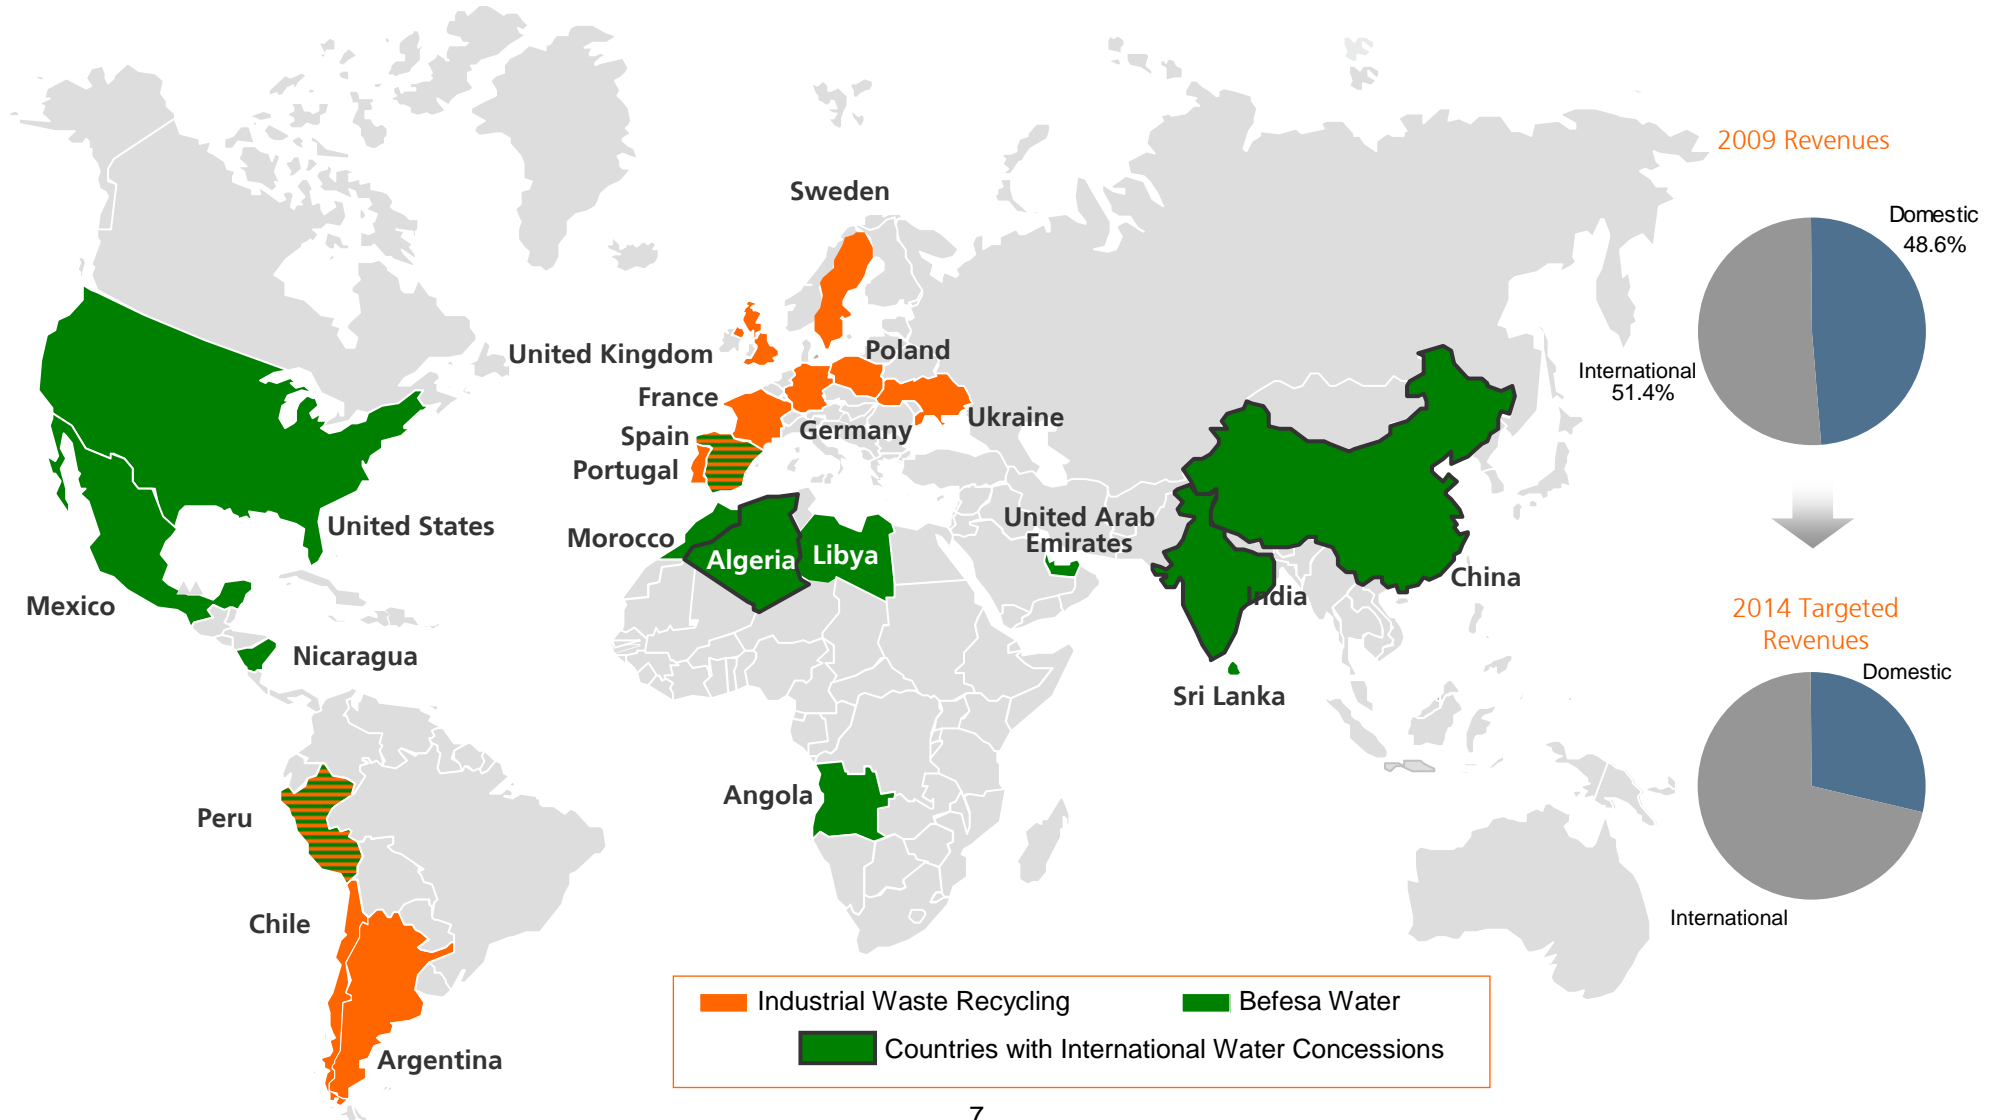 2009 Revenues
Domestic
48.6%
International
51.4%
2014 Targeted
Revenues
Domestic
International
Sweden
United Kingdom
Poland
France
Ukraine
Spain
Germany
Portugal
United States
Morocco
Algeria
Libya
United Arab
Emirates
China
India
Mexico
Nicaragua
Sri Lanka
Angola
Peru
Chile
Argentina
Industrial Waste Recycling
Befesa Water
Countries with International Water Concessions
7